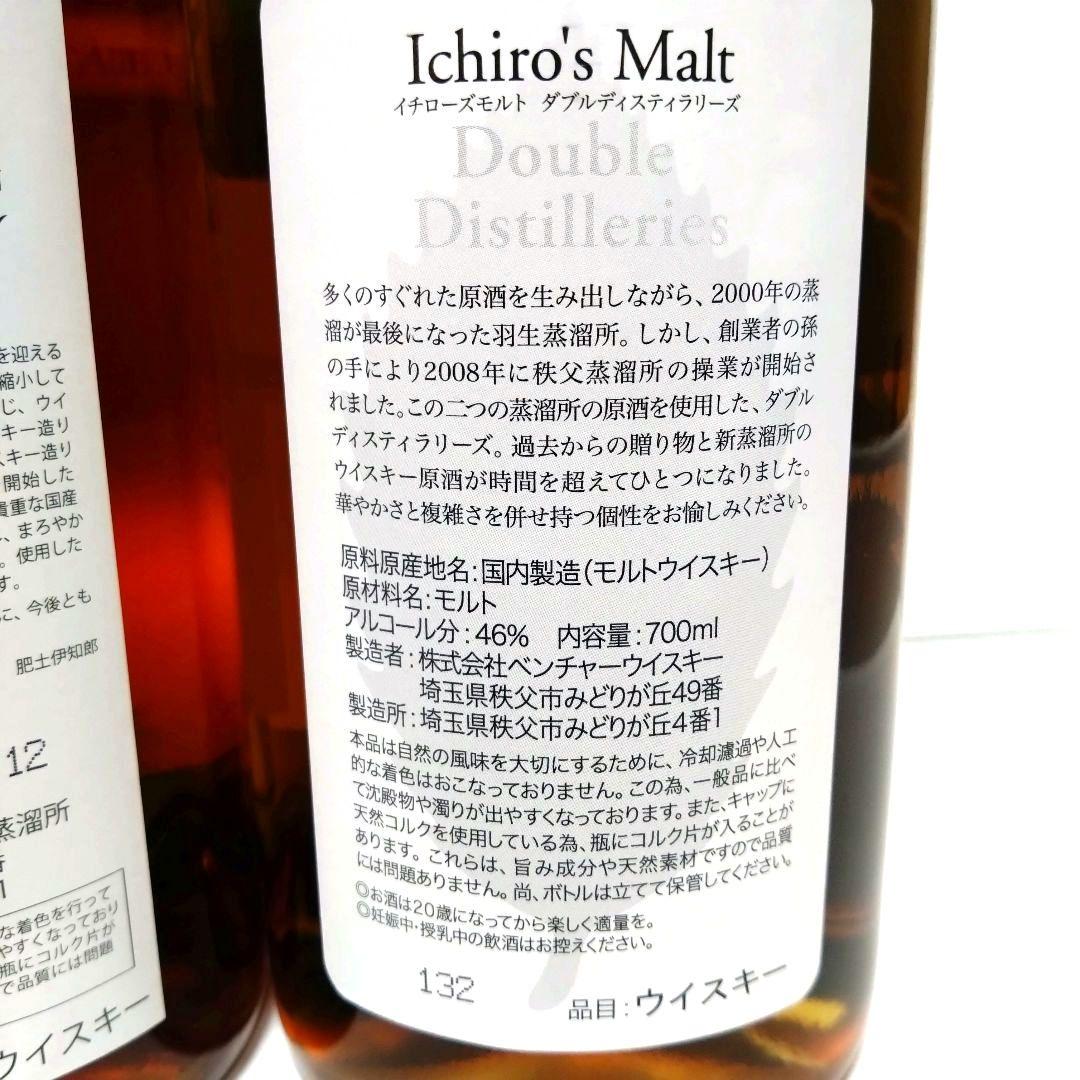 Ichiro's Malt
イチローズモルト ダブルディスティラリーズ
Double
Distilleries
多くのすぐれた原酒を生み出しながら、2000年の蒸
溜が最後になった羽生蒸溜所。しかし、創業者の孫
の手により2008年に秩父蒸溜所の操業が開始さ
れました。この二つの蒸溜所の原酒を使用した、ダブル
ディスティラリーズ。過去からの贈り物と新蒸溜所の
ウイスキー原酒が時間を超えてひとつになりました。
華やかさと複雑さを併せ持つ個性をお愉しみください。
原料原産地名:国内製造(モルトウイスキー)
原材料名:モルト
アルコール分:46% 内容量:700ml
製造者:株式会社ベンチャーウイスキー
埼玉県秩父市みどりが丘49番
製造所:埼玉県秩父市みどりが丘4番1
本品は自然の風味を大切にするために、冷却濾過や人工
的な着色はおこなっておりません。この為、一般品に比べ
て沈殿物や濁りが出やすくなっております。また、キャップに
天然コルクを使用している為、瓶にコルク片が入ることが
あります。これらは、旨み成分や天然素材ですので品質
には問題ありません。尚、ボトルは立てて保管してください。
◎お酒は20歳になってから楽しく適量を。
◎妊娠中・授乳中の飲酒はお控えください。
132
品目:ウイスキー
を迎える
縮小して
じ、ウイ
キー造り
スキー造り
開始した
貴重な国産
、まろやか
。使用した
す。
に、今後とも
肥土伊知郎
12
蒸溜所
1
な着色を行って
やすくなっており
瓶にコルク片が
で品質には問題
ウイスキー